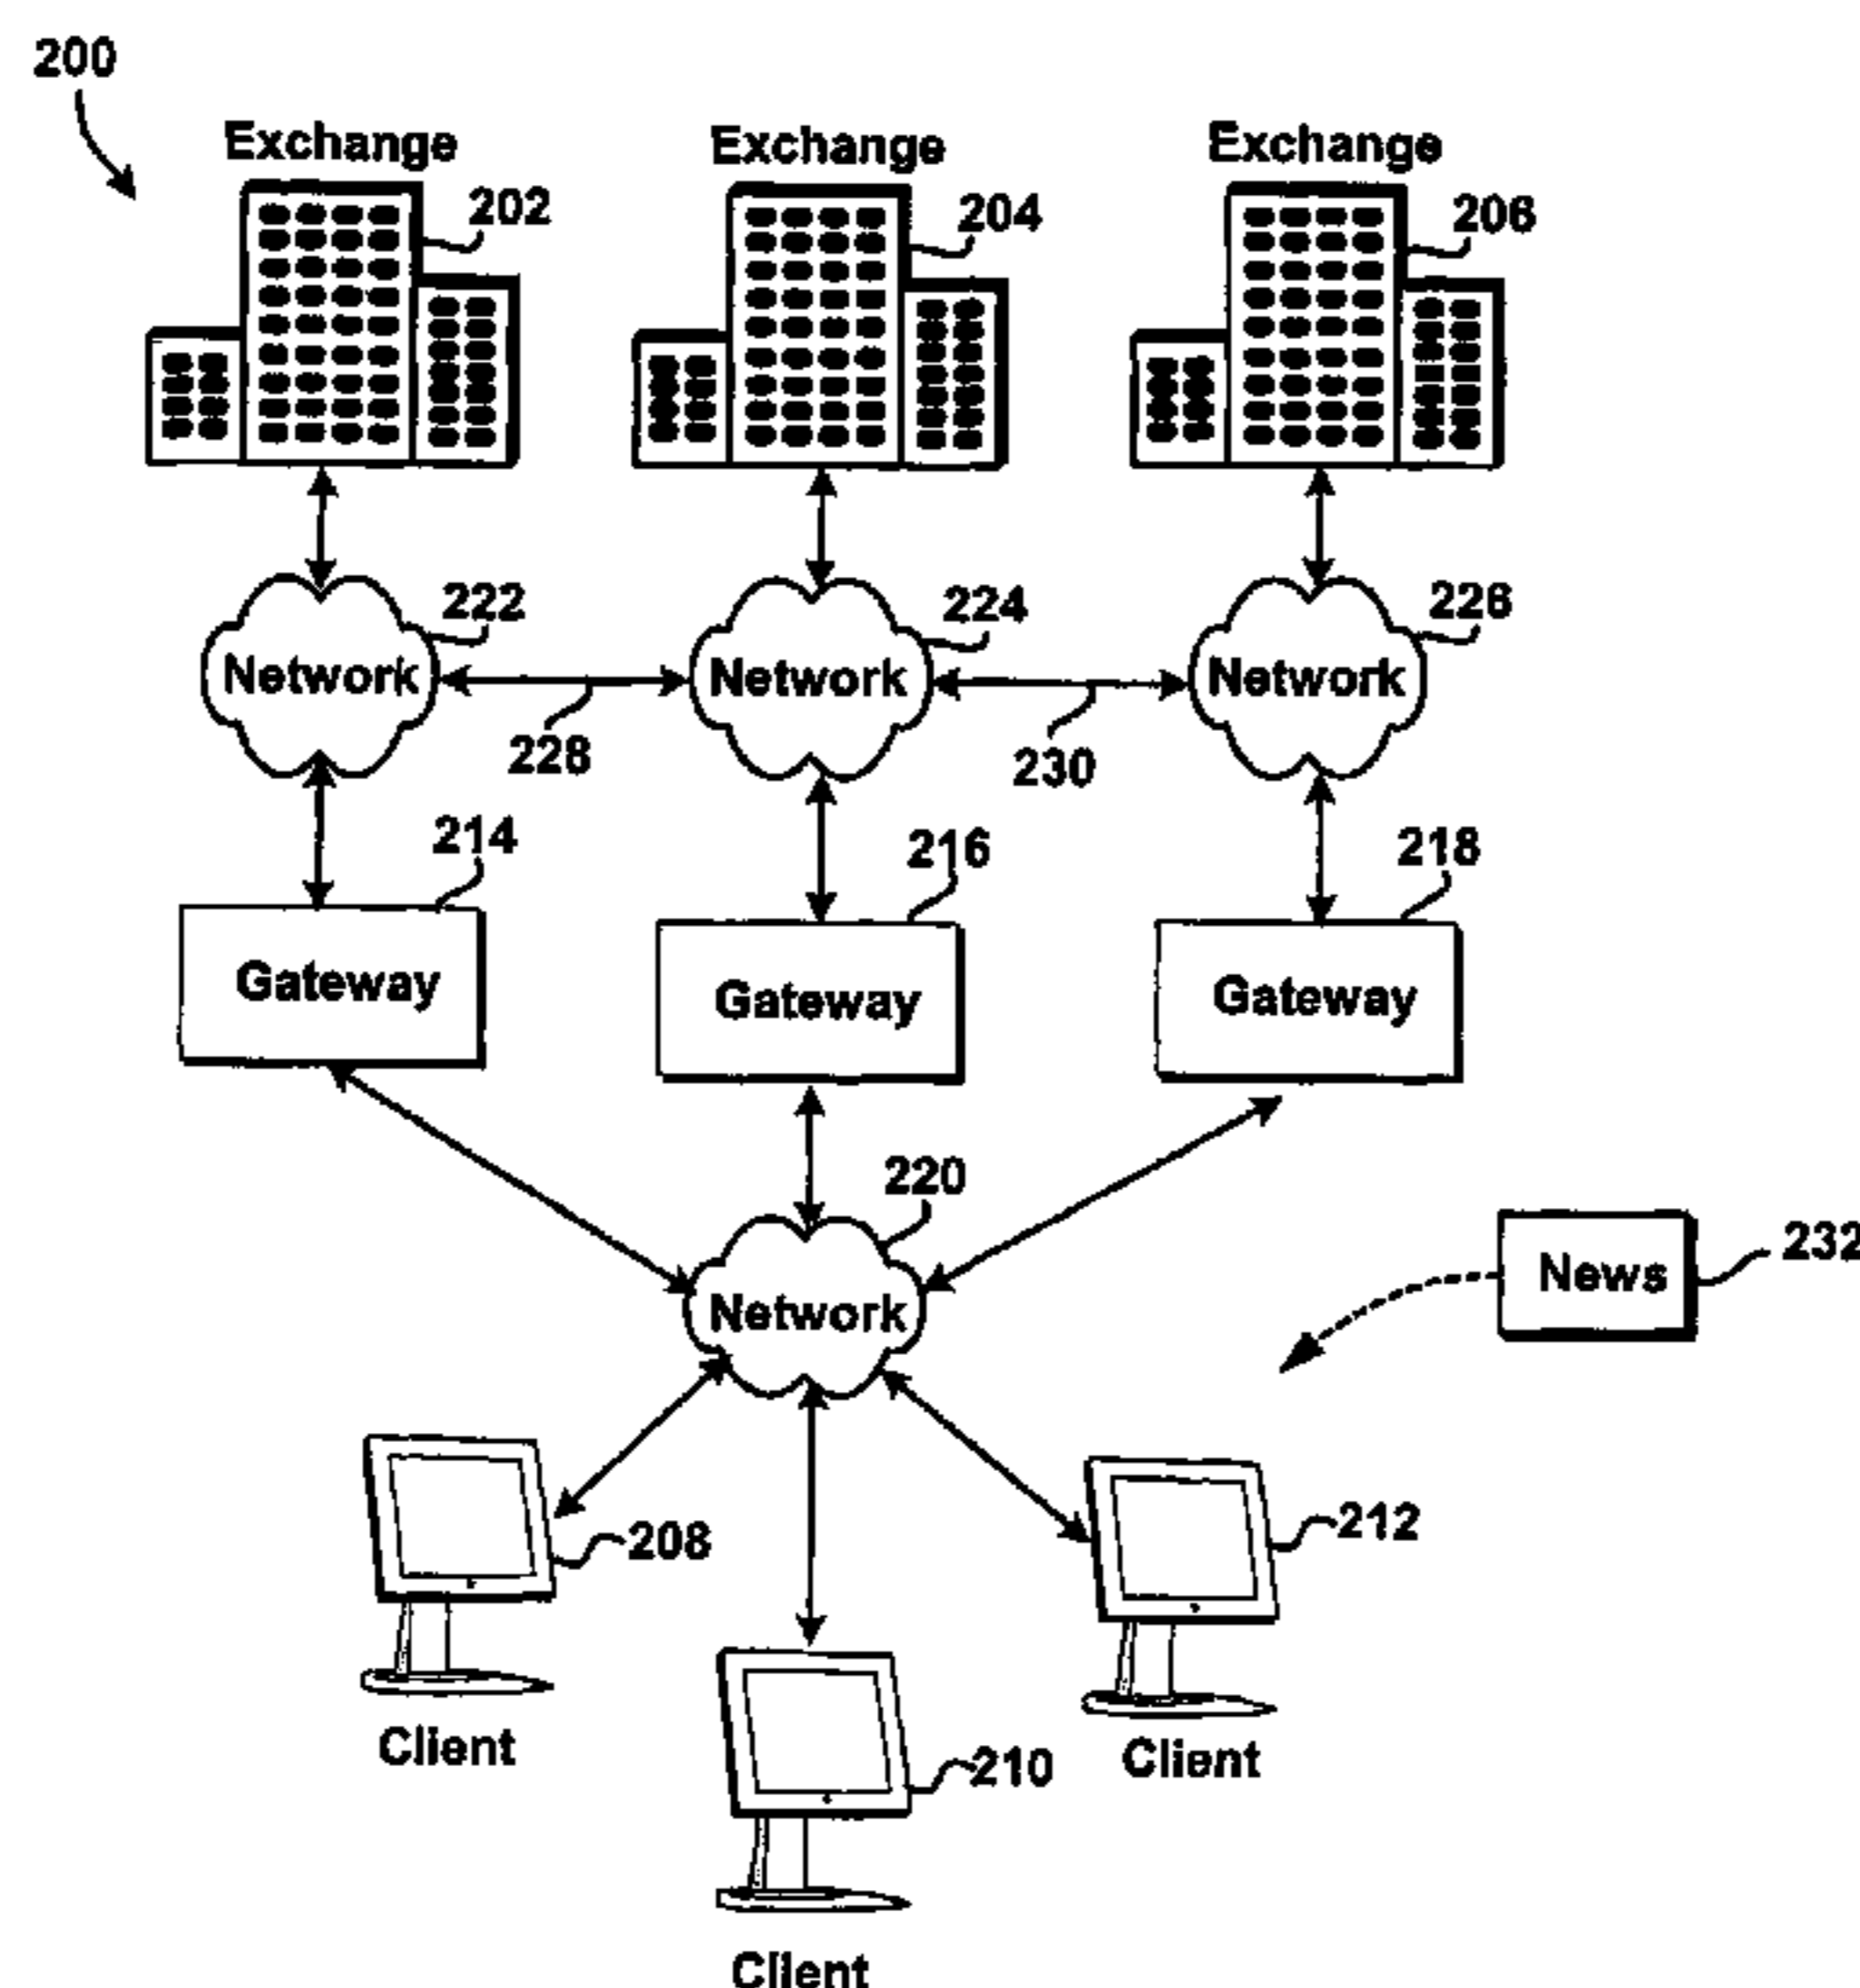 200
Exchange
Exchange
Exchange
202
204
206
222
224
226
Network
Network
Network
228
230
214
216
218
Gateway
Gateway
Gateway
220
Network
News
232
208
212
Client
210
Client
Client